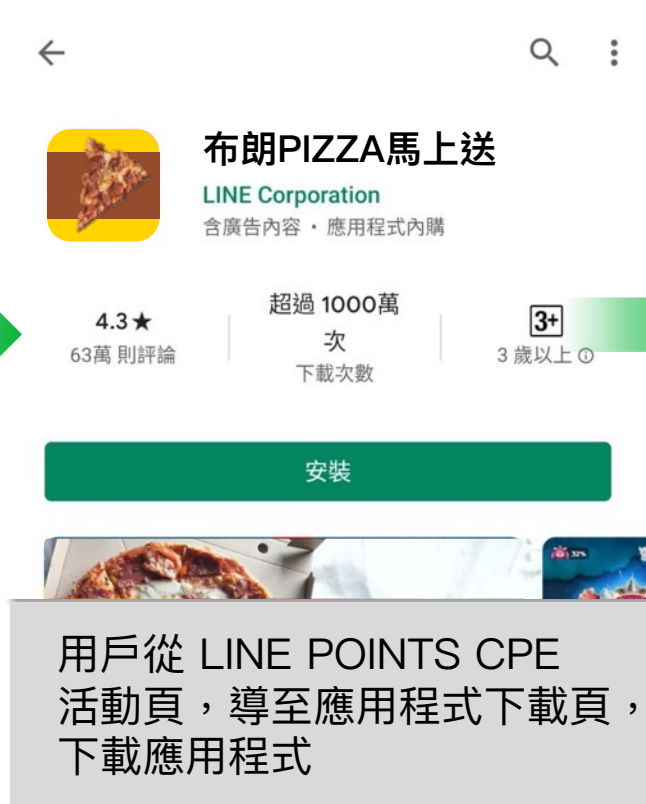 布朗PIZZA馬上送
LINE Corporation
含廣告內容・應用程式內購
4.3★
63萬 則評論
超過 1000萬
次
下載次數
3+
3 歲以上
安裝
32%
用戶從 LINE POINTS CPE
活動頁，導至應用程式下載頁，
下載應用程式